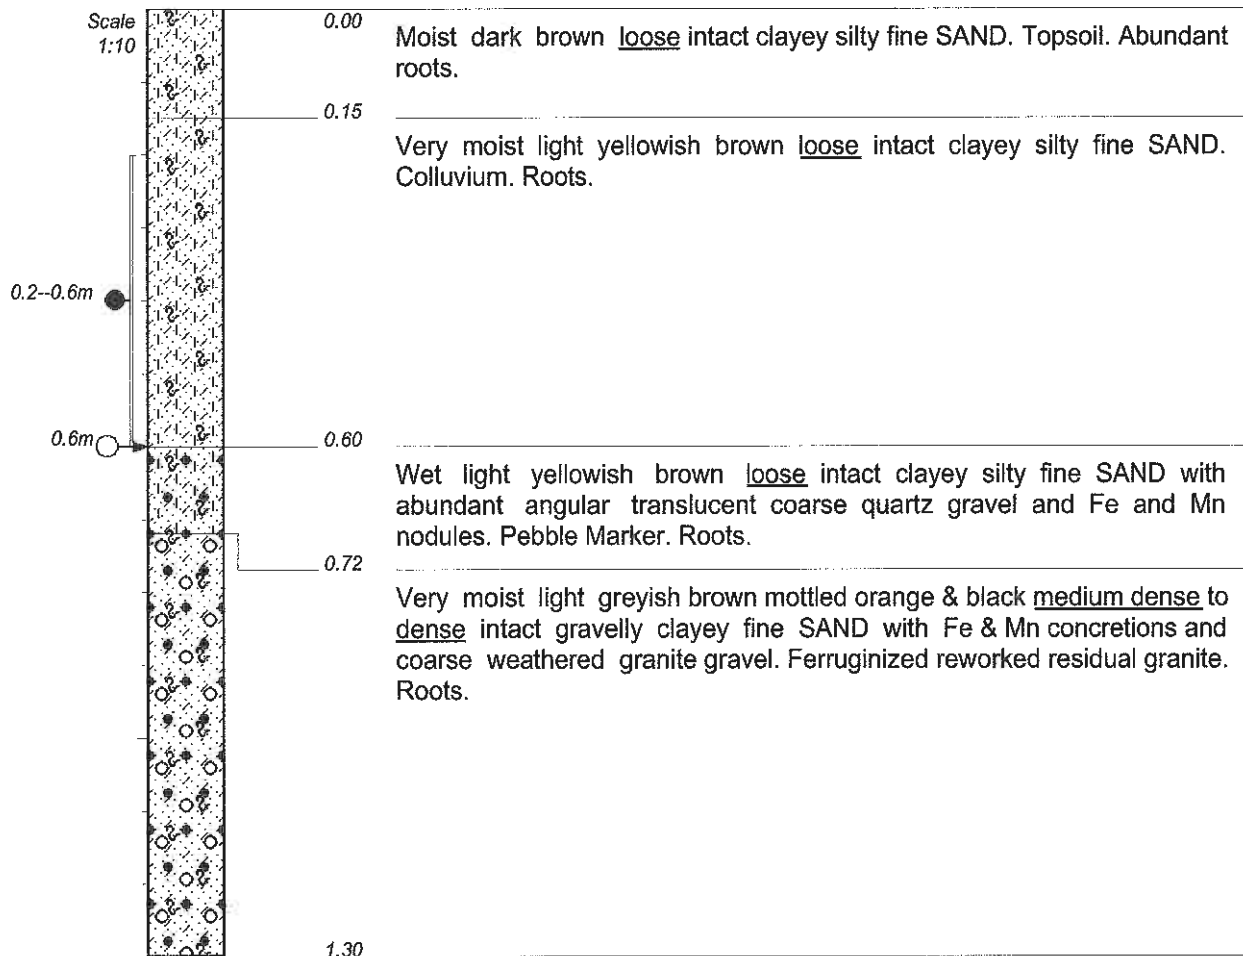 Scale
1:10
0.00
Moist dark brown loose intact clayey silty fine SAND. Topsoil. Abundant
roots.
0.15
Very moist light yellowish brown loose intact clayey silty fine SAND.
Colluvium. Roots.
0.2--0.6m
0.6m
0.60
Wet light yellowish brown loose intact clayey silty fine SAND with
abundant angular translucent coarse quartz gravel and Fe and Mn
nodules. Pebble Marker. Roots.
0.72
Very moist light greyish brown mottled orange & black medium dense to
dense intact gravelly clayey fine SAND with Fe & Mn concretions and
coarse weathered granite gravel. Ferruginized reworked residual granite.
Roots.
1.30